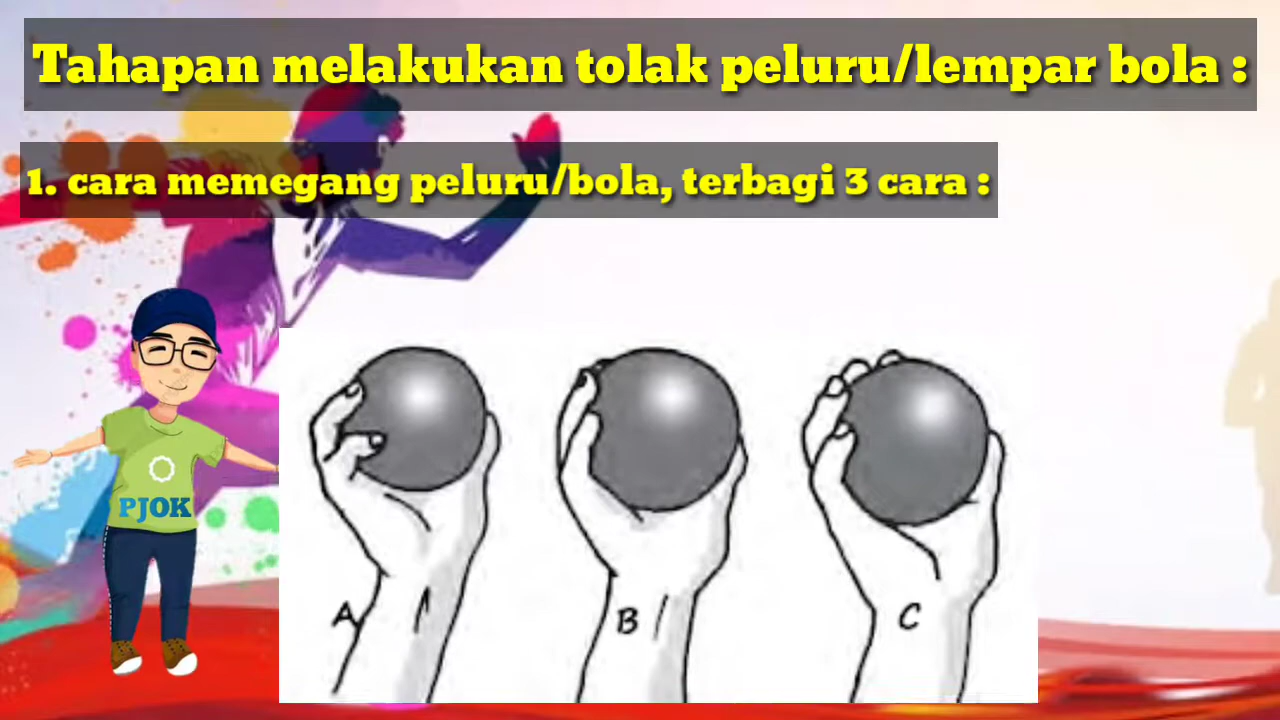 Tahapan melakukan tolak peluru/lempar bola :
1. cara memegang peluru/bola, terbagi 3 cara :
PJOK
A B C